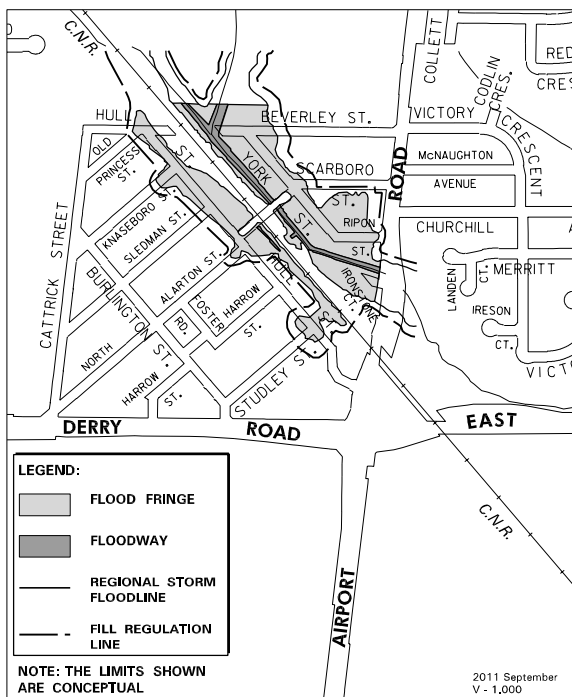 C.N.R.
COLLETT
RED
CODLIN
CRES.
CRES
HULL
BEVERLEY ST.
VICTORY
CRESCENT
OLD
PRINCESS
ST.
ST.
YORK
ST.
SCARBORO
ST.
ROAD
McNAUGHTON
AVENUE
KNASEBORO ST.
SLEDMAN ST.
RIPON
ST.
CHURCHILL
A
CATTRICK STREET
ALARTON ST.
HULL
ST.
IRONSTONE
CT.
LANDEN
CT.
MERRITT
BURLINGTON
ST.
FOSTER
RD.
HARROW
ST.
IRESON
CT.
NORTH
HARROW
ST.
STUDLEY ST.
VICTO
DERRY ROAD EAST
C.N.R.
AIRPORT
LEGEND:
FLOOD FRINGE
FLOODWAY
REGIONAL STORM
FLOODLINE
FILL REGULATION
LINE
NOTE: THE LIMITS SHOWN
ARE CONCEPTUAL
2011 September
V - 1,000